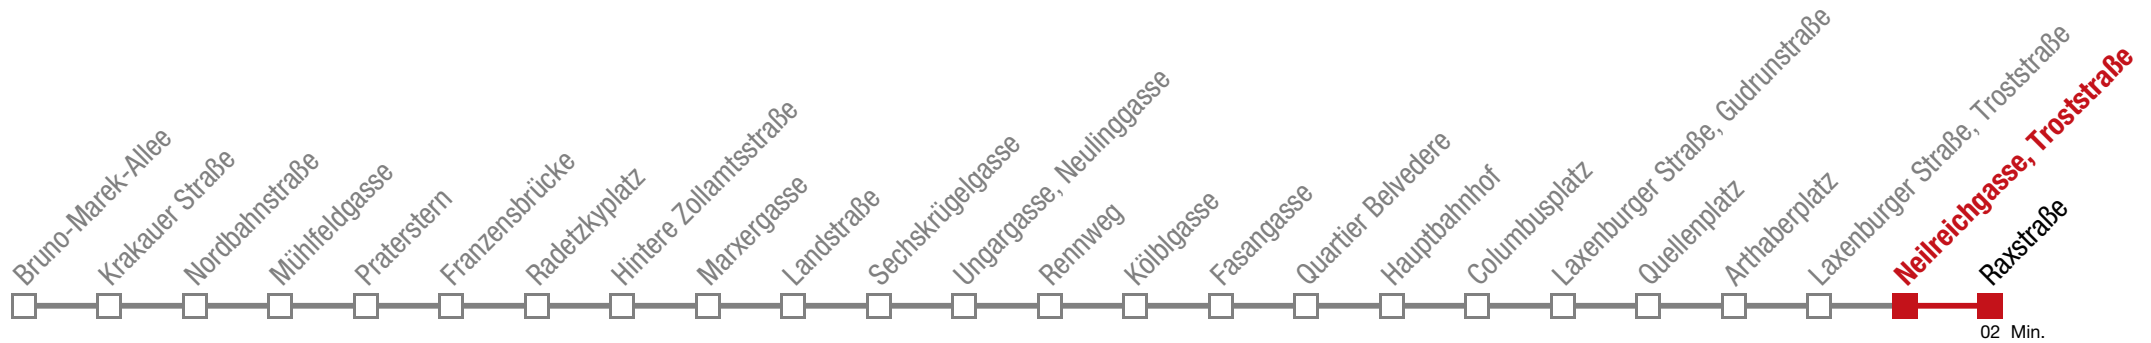 Bruno-Marek-Allee
Krakauer Straße
Nordbahnstraße
Mühlfeldgasse
Praterstern
Franzensbrücke
Radetzkyplatz
Hintere Zollamtsstraße
Marxergasse
Landstraße
Sechskrügelgasse
Ungargasse, Neulinggasse
Rennweg
Kölblgasse
Fasangasse
Quartier Belvedere
Hauptbahnhof
Columbusplatz
Laxenburger Straße, Gudrunstraße
Quellenplatz
Arthaberplatz
Laxenburger Straße, Troststraße
Neilreichgasse, Troststraße
Raxstraße
02 Min.